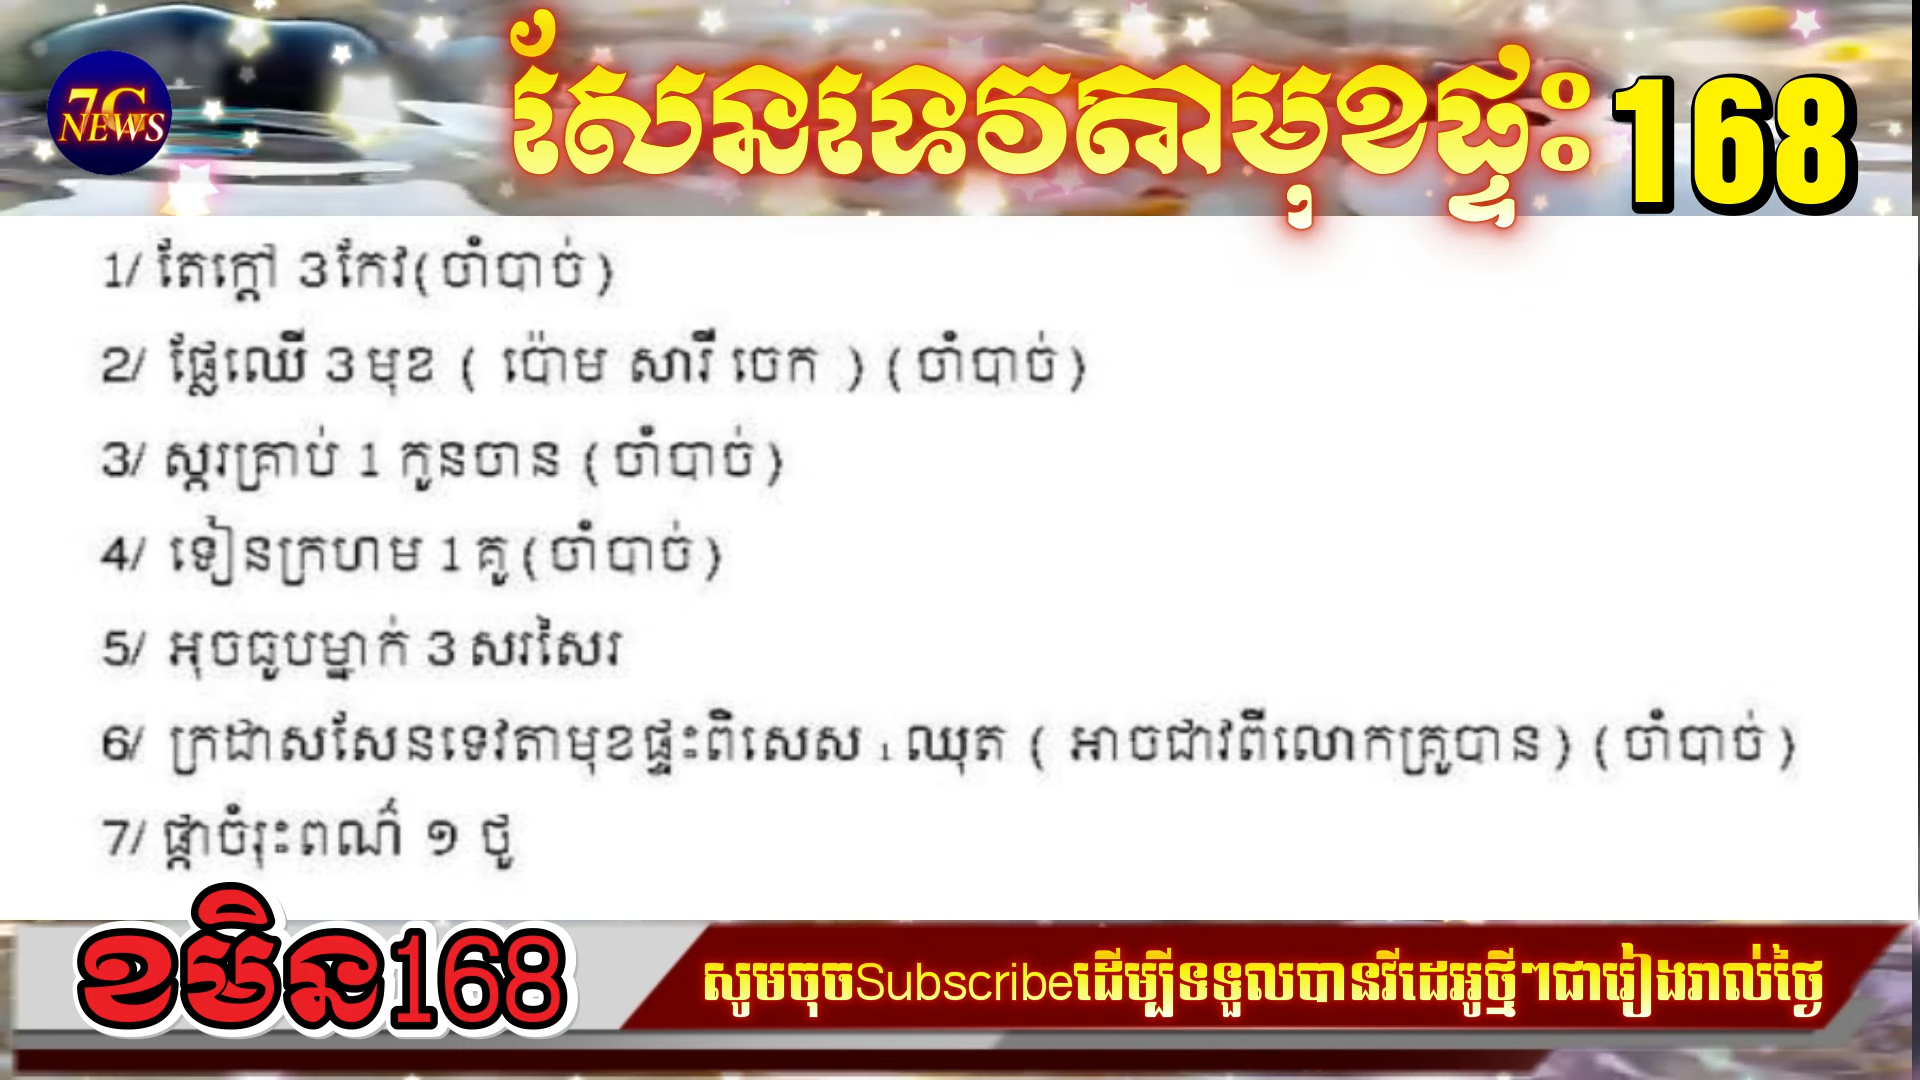 7G
NEWS
សែនទេវតាមុខផ្ទះ 168
1/ តែក្តៅ 3កែវ(ចាំបាច់)
2/ ផ្លែឈើ 3មុខ ( ប៉ោម សារី ចេក ) (ចាំបាច់)
3/ ស្ករគ្រាប់ 1 កូនចាន (ចាំបាច់)
4/ ទៀនក្រហម 1 គូ(ចាំបាច់)
5/ អុចធូបម្នាក់ 3 សរសៃរ
6/ ក្រដាសសែនទេវតាមុខផ្ទះពិសេស 1 ឈុត ( អាចជាវពីលោកគ្រូបាន) (ចាំបាច់)
7/ ផ្កាចំរុះពណ៌ ១ ថូ
ខមិន168
សូមចុចSubscribeដើម្បីទទួលបានវីដេអូថ្មីៗជារៀងរាល់ថ្ងៃ